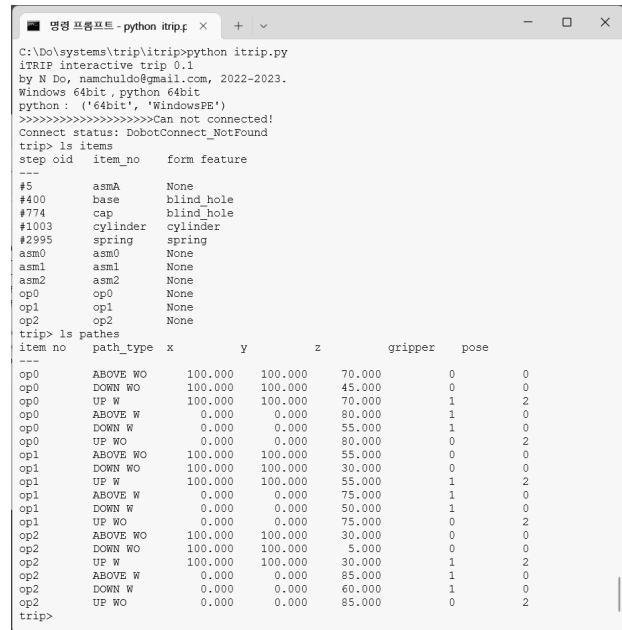 명령 프롬프트 - python itrip.p
C:\Do\systems\trip\itrip>python itrip.py
iTRIP interactive trip 0.1
by N Do, namchuldo@gmail.com, 2022-2023.
Windows 64bit , python 64bit
python : ('64bit', 'WindowsPE')
>>>>>>>>>>>>>>>>>>>>Can not connected!
Connect status: DobotConnect_NotFound
trip> ls items
step oid item_no form feature
---
#5 asmA None
#400 base blind_hole
#774 cap blind_hole
#1003 cylinder cylinder
#2995 spring spring
asm0 asm0 None
asm1 asm1 None
asm2 asm2 None
op0 op0 None
op1 op1 None
op2 op2 None
trip> ls pathes
item no path_type x y z gripper pose
---
op0 ABOVE WO 100.000 100.000 70.000 0 0
op0 DOWN WO 100.000 100.000 45.000 0 0
op0 UP W 100.000 100.000 70.000 1 2
op0 ABOVE W 0.000 0.000 80.000 1 0
op0 DOWN W 0.000 0.000 55.000 1 0
op0 UP WO 0.000 0.000 80.000 0 2
op1 ABOVE WO 100.000 100.000 55.000 0 0
op1 DOWN WO 100.000 100.000 30.000 0 0
op1 UP W 100.000 100.000 55.000 1 2
op1 ABOVE W 0.000 0.000 75.000 1 0
op1 DOWN W 0.000 0.000 50.000 1 0
op1 UP WO 0.000 0.000 75.000 0 2
op2 ABOVE WO 100.000 100.000 30.000 0 0
op2 DOWN WO 100.000 100.000 5.000 0 0
op2 UP W 100.000 100.000 30.000 1 2
op2 ABOVE W 0.000 0.000 85.000 1 0
op2 DOWN W 0.000 0.000 60.000 1 0
op2 UP WO 0.000 0.000 85.000 0 2
trip>